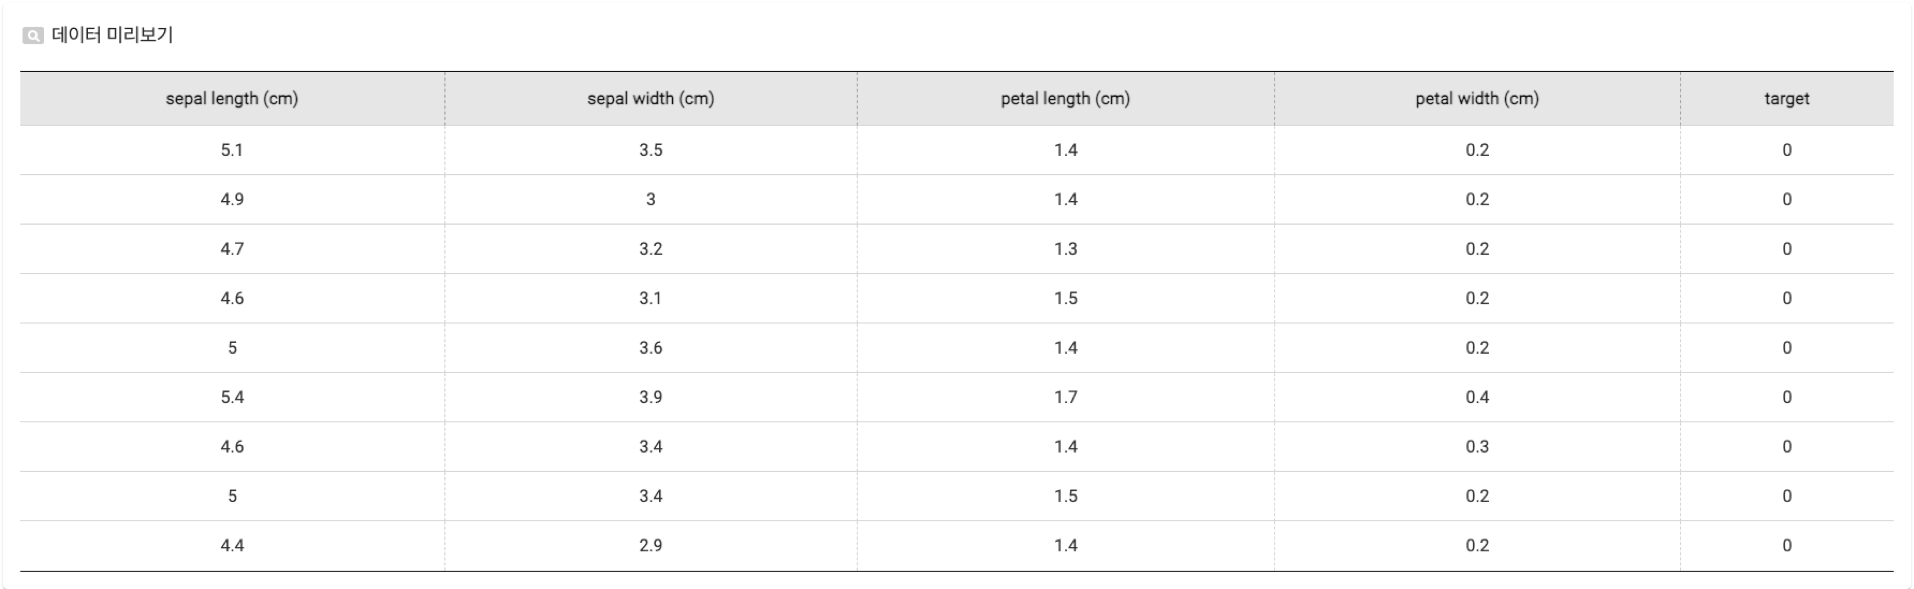 데이터 미리보기
sepal length (cm) sepal width (cm) petal length (cm) petal width (cm) target
5.1 3.5 1.4 0.2 0
4.9 3 1.4 0.2 0
4.7 3.2 1.3 0.2 0
4.6 3.1 1.5 0.2 0
5 3.6 1.4 0.2 0
5.4 3.9 1.7 0.4 0
4.6 3.4 1.4 0.3 0
5 3.4 1.5 0.2 0
4.4 2.9 1.4 0.2 0